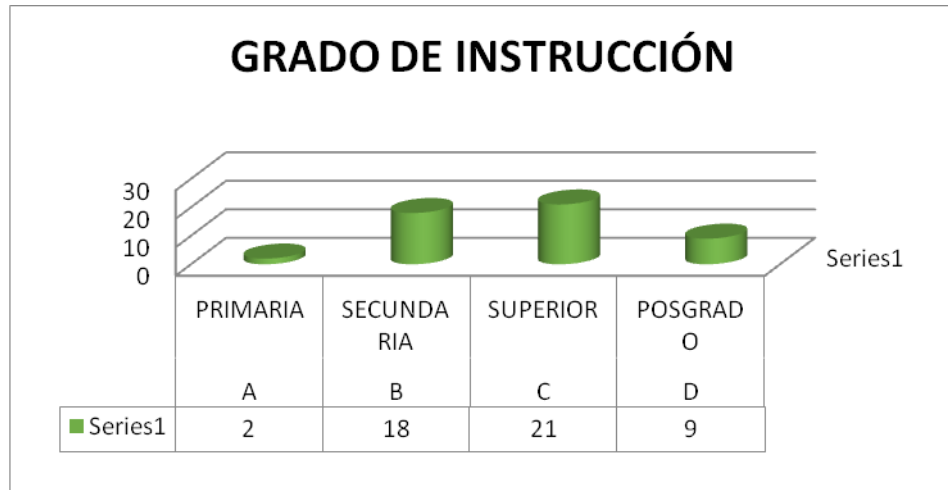 GRADO DE INSTRUCCIÓN
30
20
10
0
Series1
PRIMARIA SECUNDA SUPERIOR POSGRAD
RIA O
A B C D
Series1 2 18 21 9